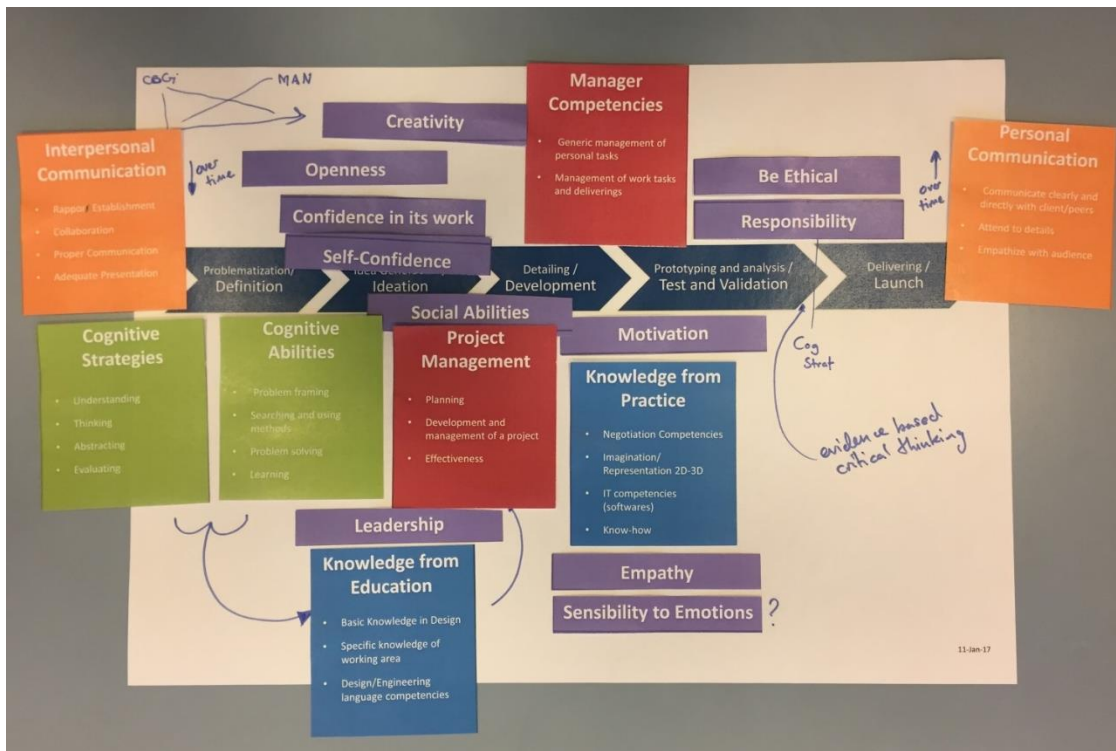 CBGi
MAN
over
time
Interpersonal
Communication
• Rappor/ Establishment
• Collaboration
• Proper Communication
• Adequate Presentation
Creativity
Openness
Confidence in its work
Self-Confidence
Manager
Competencies
• Generic management of
personal tasks
• Management of work tasks
and deliverings
Be Ethical
Responsibility
over
time
Personal
Communication
• Communicate clearly and
directly with client/peers
• Attend to details
• Empathize with audience
Problematization/
Definition
Ideation
Detailing /
Development
Prototyping and analysis /
Test and Validation
Delivering /
Launch
Social Abilities
Motivation
Cognitive
Strategies
• Understanding
• Thinking
• Abstracting
• Evaluating
Cognitive
Abilities
• Problem framing
• Searching and using
methods
• Problem solving
• Learning
Project
Management
• Planning
• Development and
management of a project
• Effectiveness
Knowledge from
Practice
• Negotiation Competencies
• Imagination/
Representation 2D-3D
• IT competencies
(softwares)
• Know-how
Cog
Strat
evidence based
critical thinking
Leadership
Knowledge from
Education
• Basic Knowledge in Design
• Specific knowledge of
working area
• Design/Engineering
language competencies
Empathy
Sensibility to Emotions ?
11-Jan-17